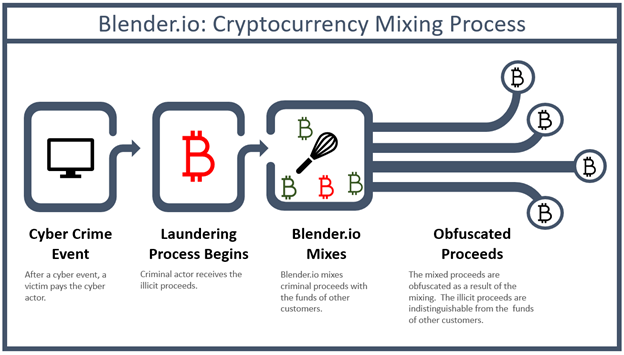 Blender.io: Cryptocurrency Mixing Process
Cyber Crime
Event
After a cyber event, a
victim pays the cyber
actor.
Laundering
Process Begins
Criminal actor receives the
illicit proceeds.
Blender.io
Mixes
Blender.io mixes
criminal proceeds with
the funds of other
customers.
Obfuscated
Proceeds
The mixed proceeds are
obfuscated as a result of the
mixing. The illicit proceeds are
indistinguishable from the funds
of other customers.